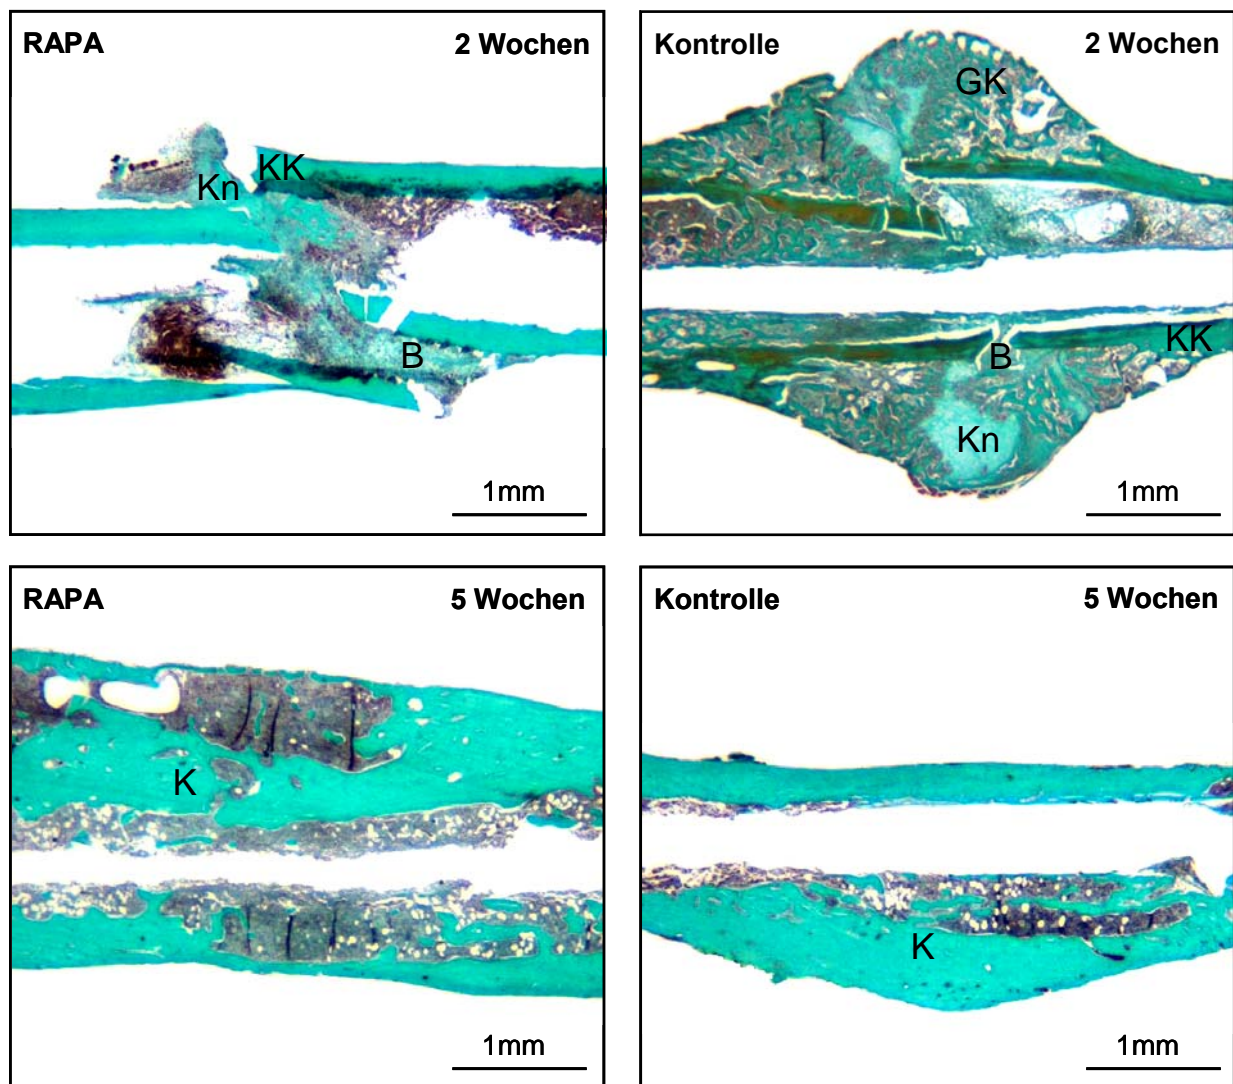 RAPA 2 Wochen
KK
Kn
B
1mm
Kontrolle 2 Wochen
GK
KK
B
Kn
1mm
RAPA 5 Wochen
K
1mm
Kontrolle 5 Wochen
K
1mm